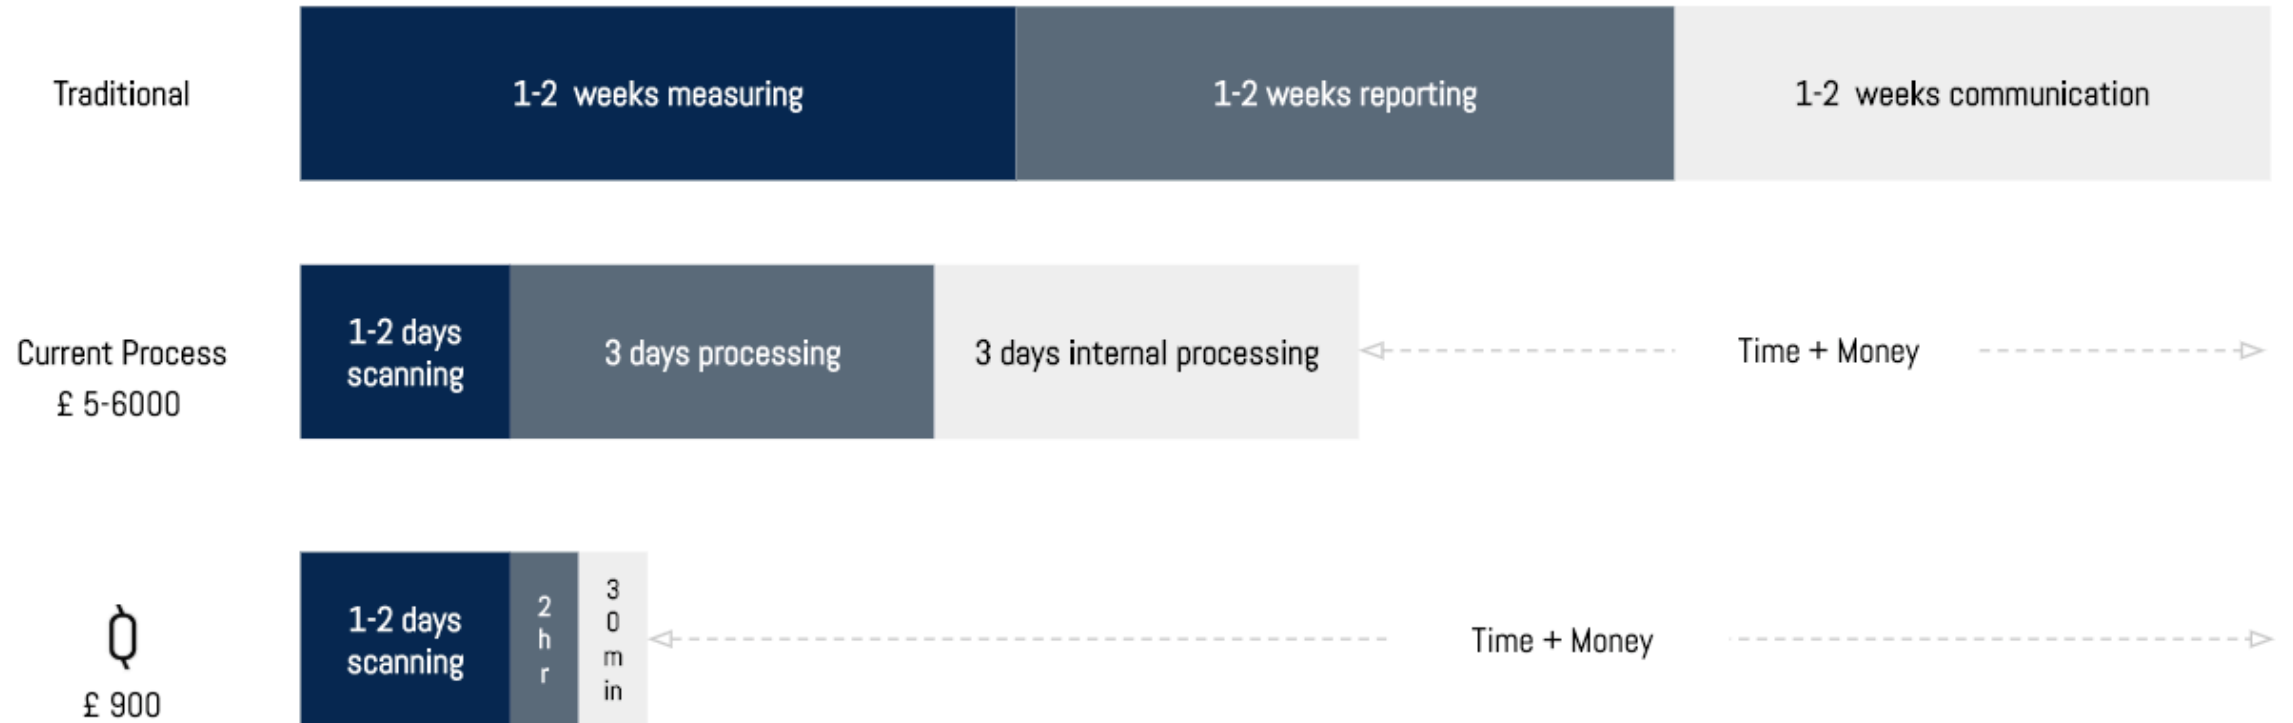 Traditional
1-2 weeks measuring
1-2 weeks reporting
1-2 weeks communication
Current Process
£ 5-6000
1-2 days
scanning
3 days processing
3 days internal processing
Time + Money
£ 900
1-2 days
scanning
2
h
r
3
0
m
in
Time + Money